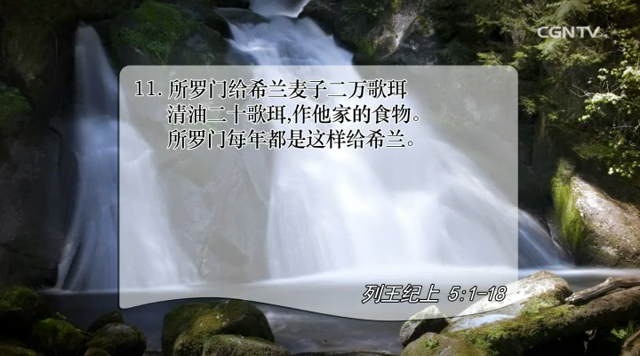 CGNTV
11. 所罗门给希兰麦子二万歌珥
清油二十歌珥,作他家的食物。
所罗门每年都是这样给希兰。
列王纪上 5:1-18